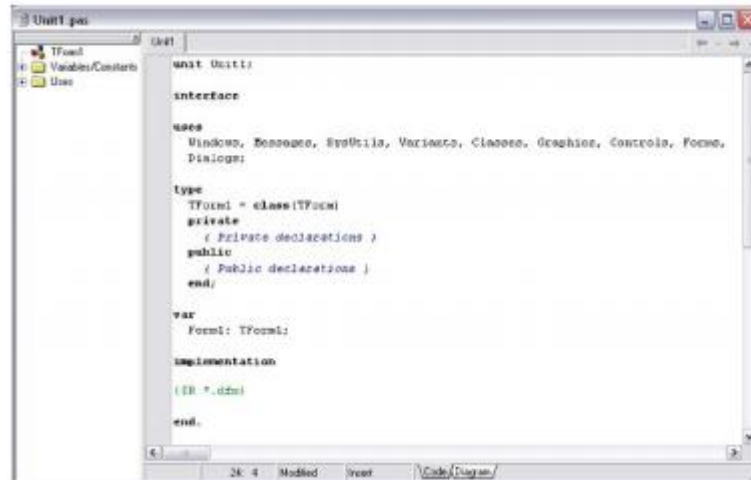 Unit1.pas
TForm1
Variables/Constants
Uses
Unit1
unit Unit1;
interface
uses
Windows, Messages, SysUtils, Variants, Classes, Graphics, Controls, Forms,
Dialogs;
type
TForm1 = class(TForm)
private
{ Private declarations }
public
{ Public declarations }
end;
var
Form1: TForm1;
implementation
{$R *.dfm}
end.
24: 4 Modified Insert Code Diagram